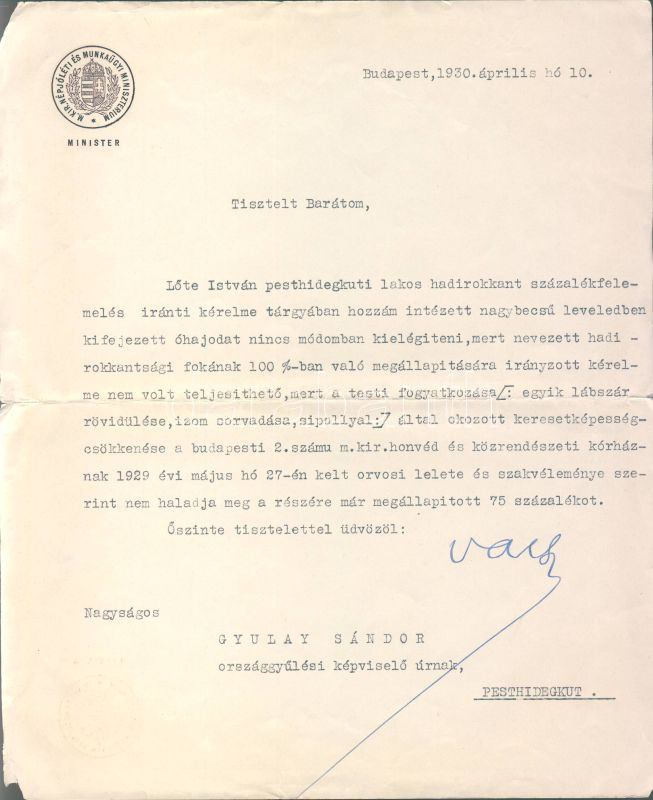 M.KIR.NÉPJÓLÉTI ÉS MUNKAÜGYI MINISZTERIUM
MINISTER
Budapest,1930.április hó 10.
Tisztelt Barátom,
Lőte István pesthidegkuti lakos hadirokkant százalékfele-
melés iránti kérelme tárgyában hozzám intézett nagybecsű leveledben
kifejezett óhajodat nincs módomban kielégiteni,mert nevezett hadi -
rokkantsági fokának 100 %-ban való megállapitására irányzott kérel-
me nem volt teljesithető,mert a testi fogyatkozása/: egyik lábszár
rövidülése,izom sorvadása,sipollyal:/ által okozott keresetképesség-
csökkenése a budapesti 2.számu m.kir.honvéd és közrendészeti kórház-
nak 1929 évi május hó 27-én kelt orvosi lelete és szakvéleménye sze-
rint nem haladja meg a részére már megállapitott 75 százalékot.
Őszinte tisztelettel üdvözöl:
Nagyságos
GYULAY SÁNDOR
országgyűlési képviselő úrnak,
PESTHIDEGKUT .